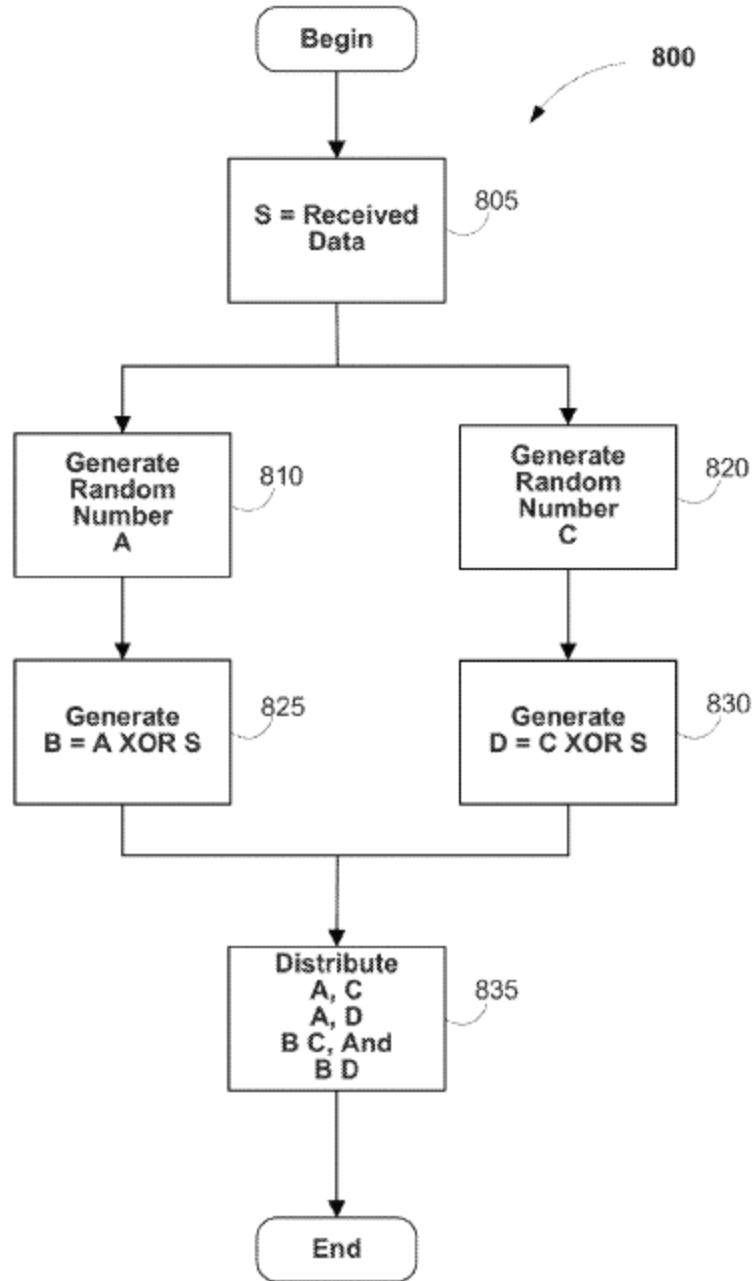 Begin
800
S = Received
Data
805
Generate
Random
Number
A
810
Generate
Random
Number
C
820
Generate
B = A XOR S
825
Generate
D = C XOR S
830
Distribute
A, C
A, D
B C, And
B D
835
End